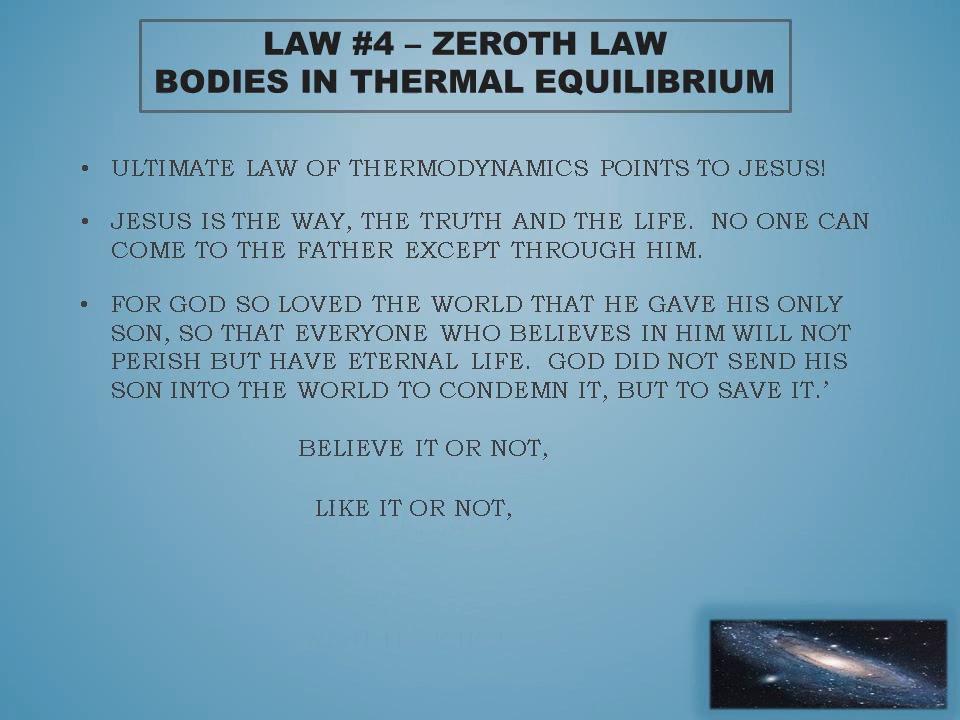 LAW #4 – ZEROTH LAW
BODIES IN THERMAL EQUILIBRIUM
• ULTIMATE LAW OF THERMODYNAMICS POINTS TO JESUS!
• JESUS IS THE WAY, THE TRUTH AND THE LIFE. NO ONE CAN
COME TO THE FATHER EXCEPT THROUGH HIM.
• FOR GOD SO LOVED THE WORLD THAT HE GAVE HIS ONLY
SON, SO THAT EVERYONE WHO BELIEVES IN HIM WILL NOT
PERISH BUT HAVE ETERNAL LIFE. GOD DID NOT SEND HIS
SON INTO THE WORLD TO CONDEMN IT, BUT TO SAVE IT.’
BELIEVE IT OR NOT,
LIKE IT OR NOT,